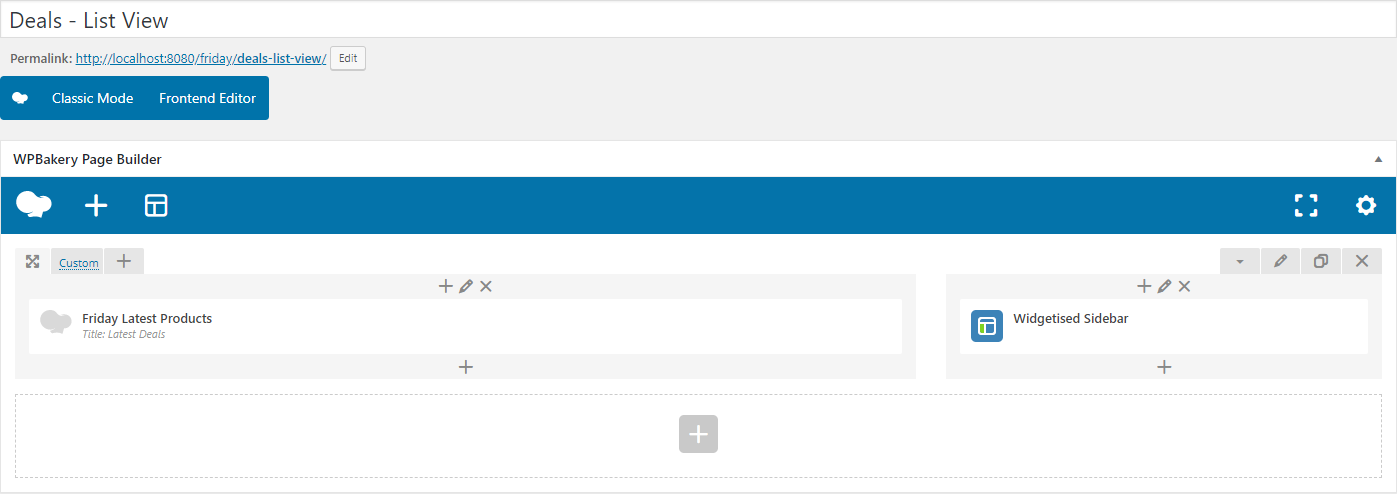 Deals - List View
Permalink: http://localhost:8080/friday/deals-list-view/ Edit
Classic Mode Frontend Editor
WPBakery Page Builder
Custom
Friday Latest Products
Title: Latest Deals
Widgetised Sidebar